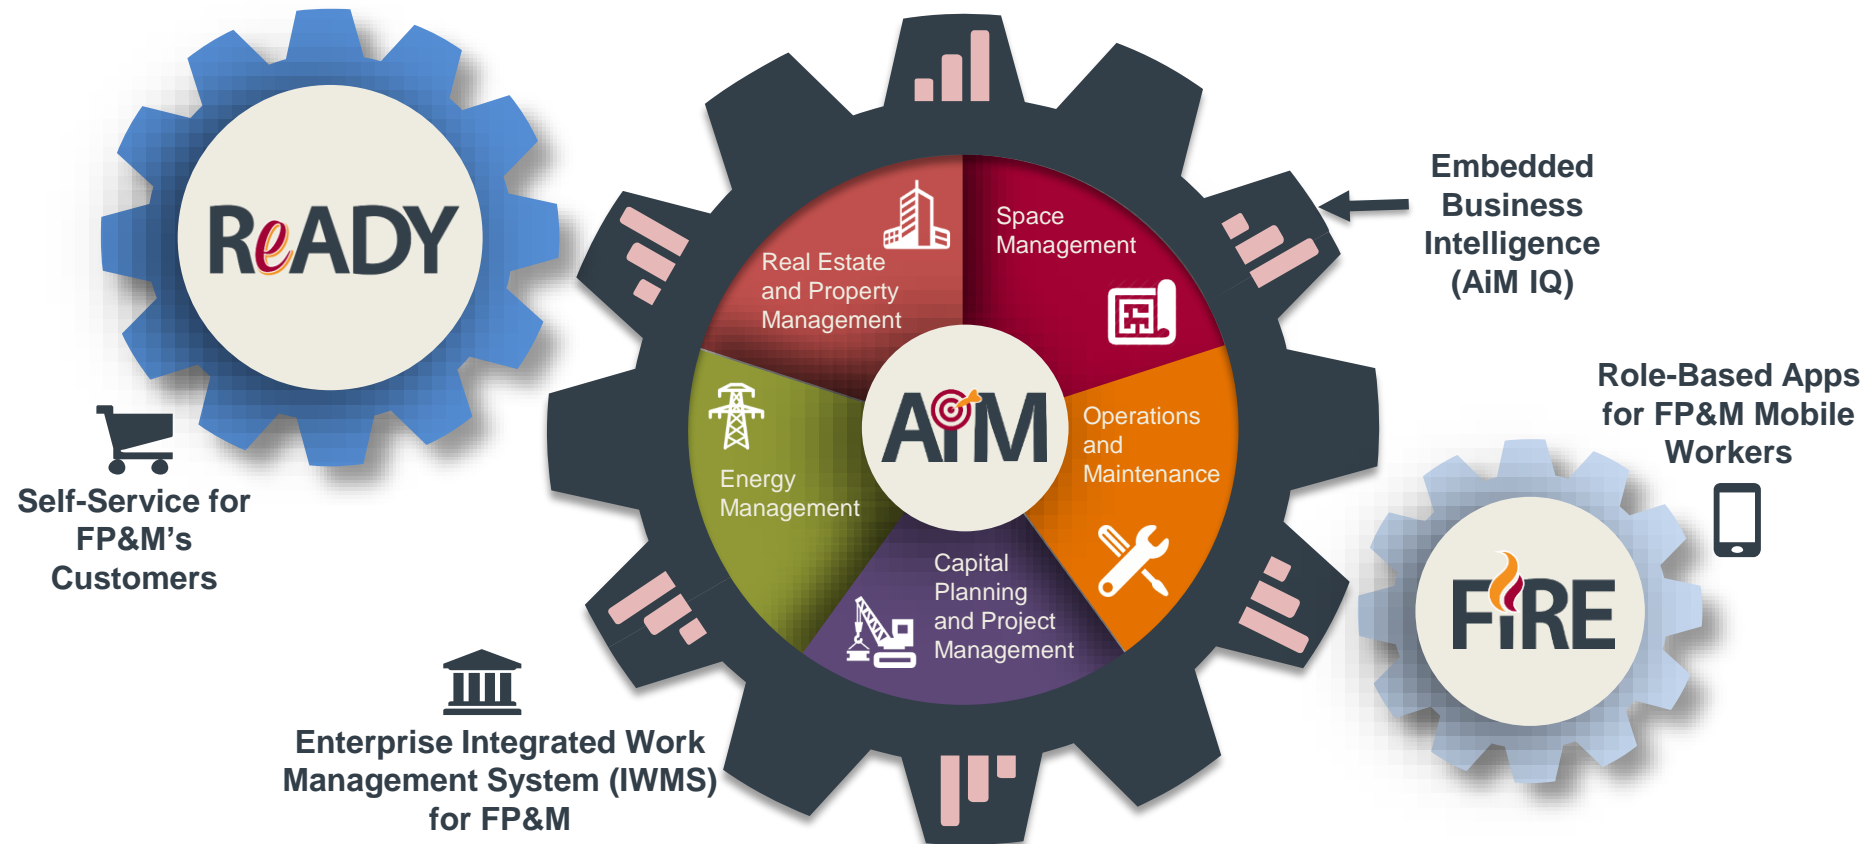 ReADY
Self-Service for
FP&M’s
Customers
Enterprise Integrated Work
Management System (IWMS)
for FP&M
Real Estate
and Property
Management
Space
Management
AiM
Operations
and
Maintenance
Energy
Management
Capital
Planning
and Project
Management
Embedded
Business
Intelligence
(AiM IQ)
Role-Based Apps
for FP&M Mobile
Workers
FiRE